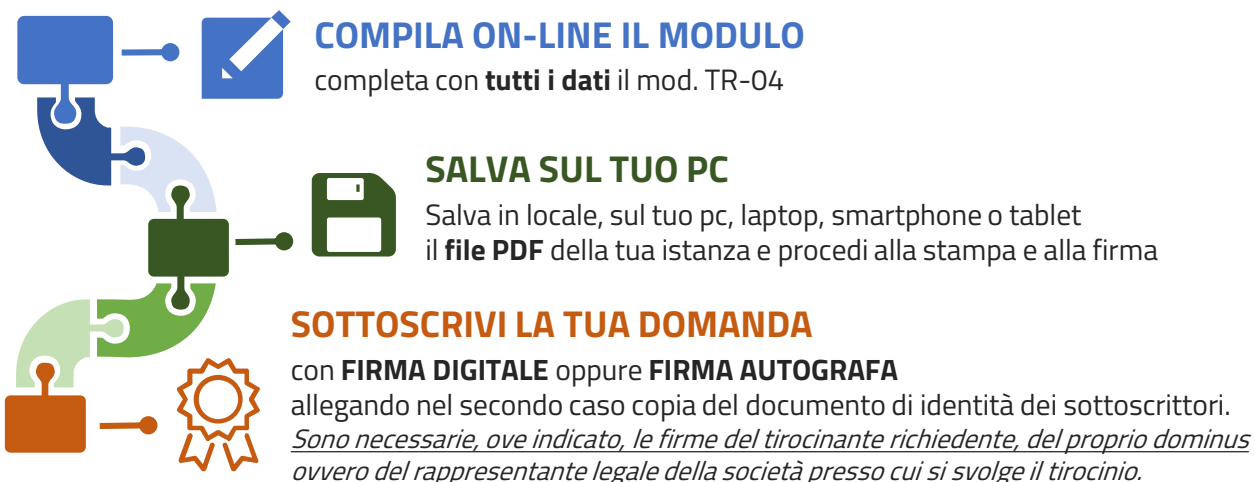 COMPILA ON-LINE IL MODULO
completa con tutti i dati il mod. TR-04
SALVA SUL TUO PC
Salva in locale, sul tuo pc, laptop, smartphone o tablet
il file PDF della tua istanza e procedi alla stampa e alla firma
SOTTOSCRIVI LA TUA DOMANDA
con FIRMA DIGITALE oppure FIRMA AUTOGRAFA
allegando nel secondo caso copia del documento di identità dei sottoscrittori.
Sono necessarie, ove indicato, le firme del tirocinante richiedente, del proprio dominus
ovvero del rappresentante legale della società presso cui si svolge il tirocinio.